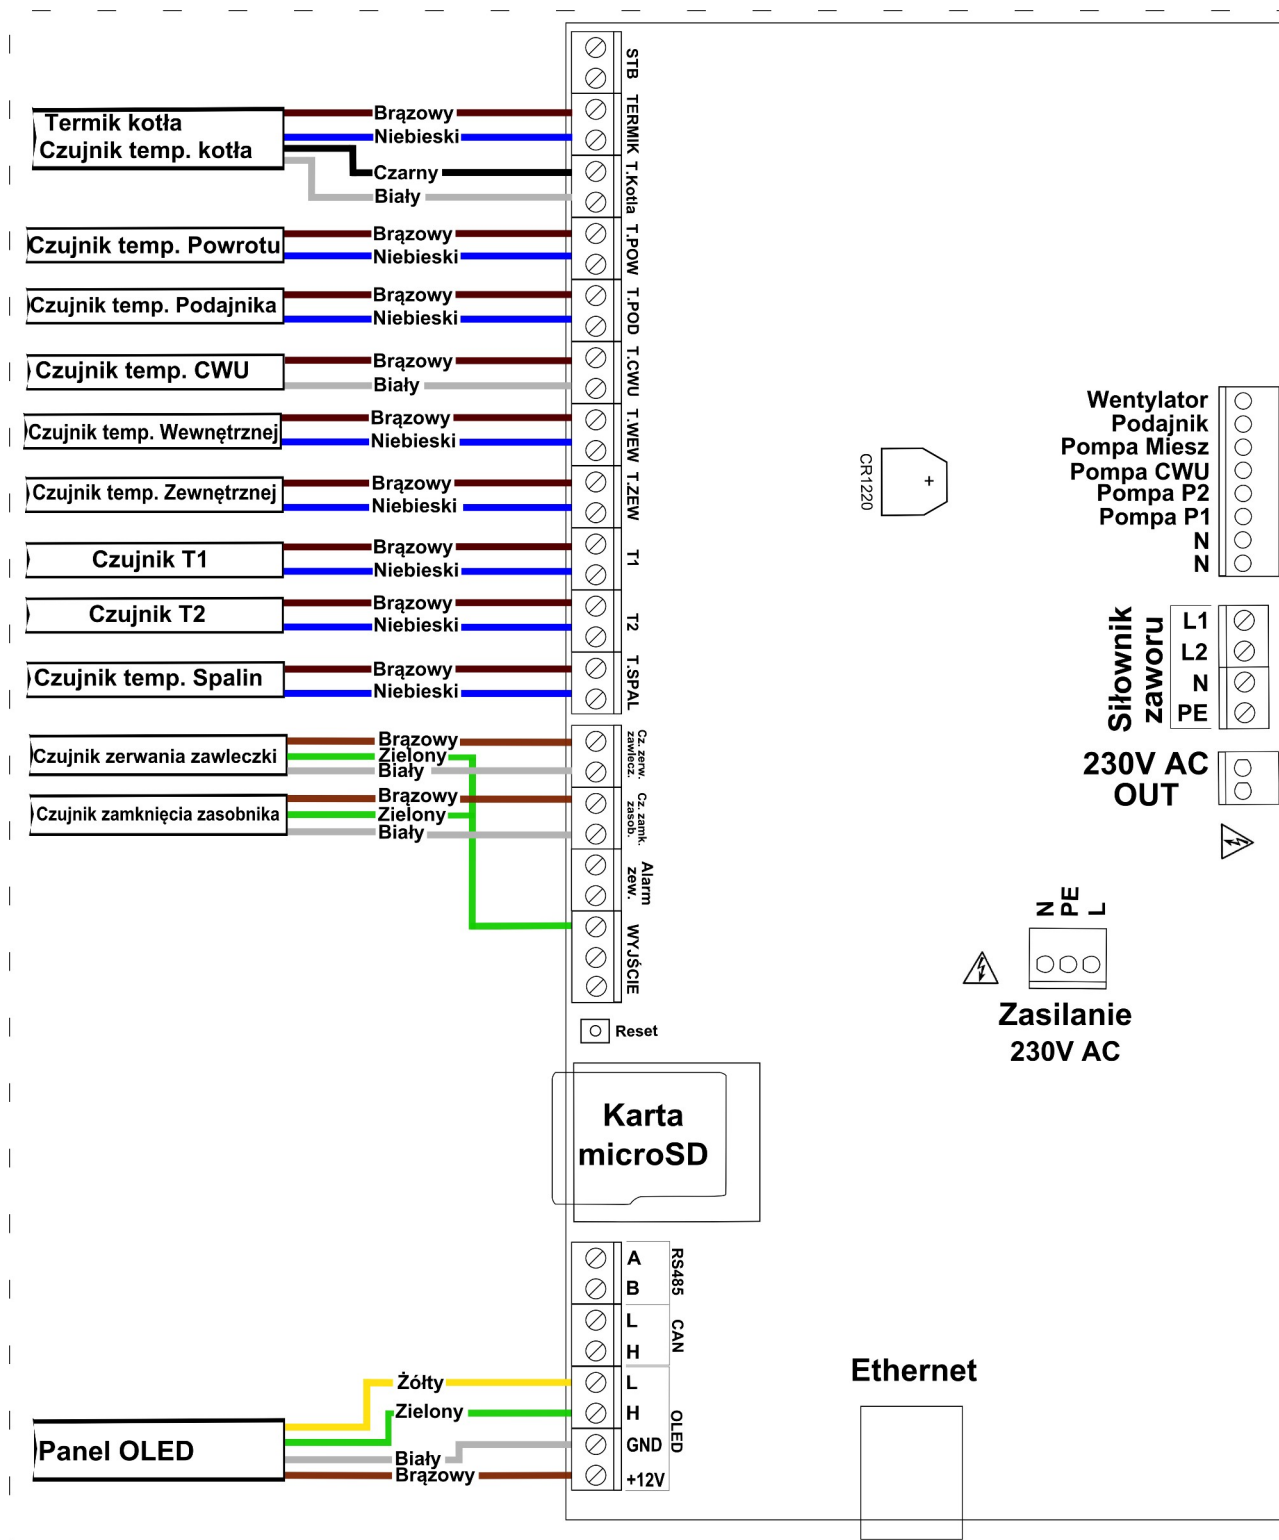 STB
Termik kotła
Czujnik temp. kotła
Brązowy
Niebieski
TERMIK
Czarny
Biały
T.Kotla
Czujnik temp. Powrotu
Brązowy
Niebieski
T.POW
Czujnik temp. Podajnika
Brązowy
Niebieski
T.POD
Czujnik temp. CWU
Brązowy
Biały
T.CWU
Czujnik temp. Wewnętrznej
Brązowy
Niebieski
T.WEW
Czujnik temp. Zewnętrznej
Brązowy
Niebieski
T.ZEW
Czujnik T1
Brązowy
Niebieski
T1
Czujnik T2
Brązowy
Niebieski
T2
Czujnik temp. Spalin
Brązowy
Niebieski
T.SPAL
Czujnik zerwania zawleczki
Brązowy
Zielony
Biały
Cz. zerw.
zawlecz.
Czujnik zamknięcia zasobnika
Brązowy
Zielony
Biały
Cz. zamk.
zasob.
Alarm
zew.
WYJŚCIE
Reset
Karta
microSD
A
B
RS485
L
H
CAN
Panel OLED
Żółty
Zielony
Biały
Brązowy
L
H
GND
+12V
OLED
CR1220
+
Wentylator
Podajnik
Pompa Miesz
Pompa CWU
Pompa P2
Pompa P1
N
N
Siłownik
zaworu
L1
L2
N
PE
230V AC
OUT
N
PE
L
Zasilanie
230V AC
Ethernet